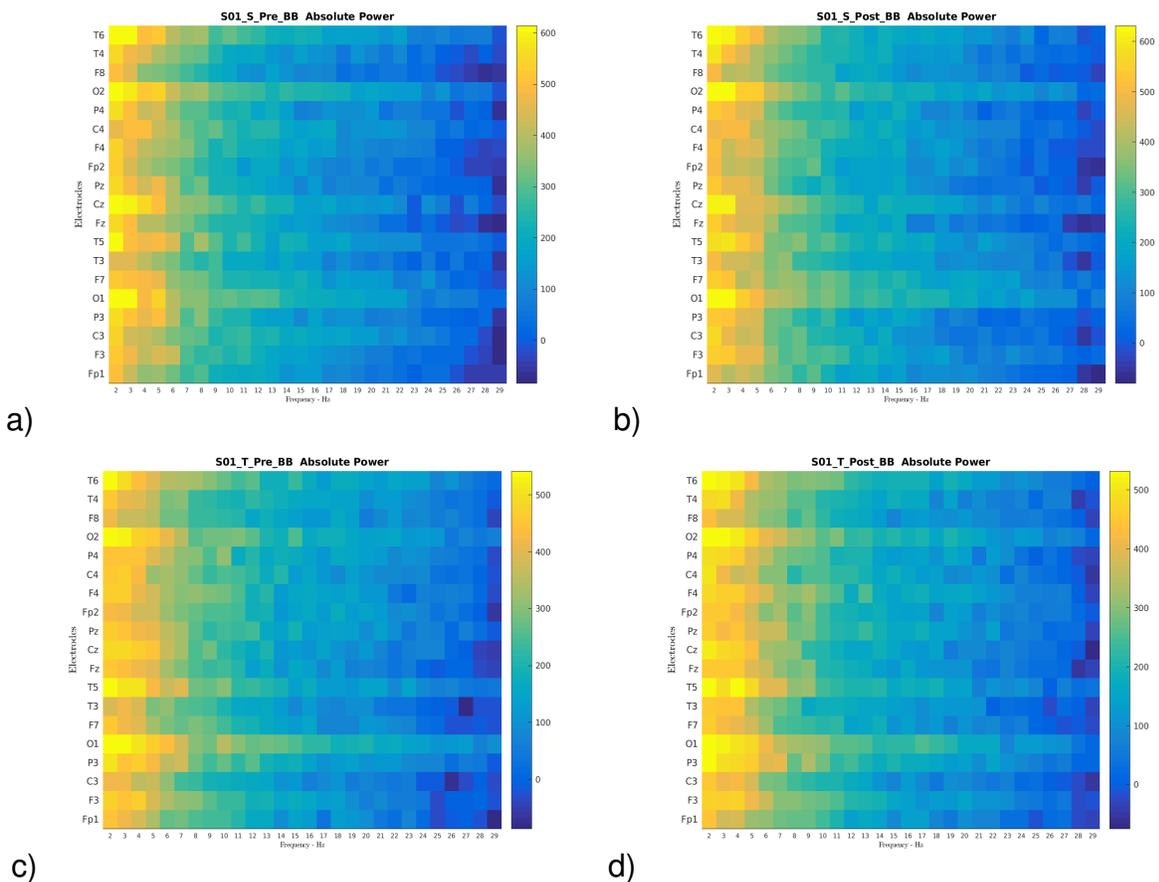 S01_S_Pre_BB Absolute Power
T6
T4
F8
O2
P4
C4
F4
Fp2
Pz
Cz
Fz
T5
T3
F7
O1
P3
C3
F3
Fp1
Electrodes
2 3 4 5 6 7 8 9 10 11 12 13 14 15 16 17 18 19 20 21 22 23 24 25 26 27 28 29
Frequency - Hz
600
500
400
300
200
100
0
a)
S01_S_Post_BB Absolute Power
T6
T4
F8
O2
P4
C4
F4
Fp2
Pz
Cz
Fz
T5
T3
F7
O1
P3
C3
F3
Fp1
Electrodes
2 3 4 5 6 7 8 9 10 11 12 13 14 15 16 17 18 19 20 21 22 23 24 25 26 27 28 29
Frequency - Hz
600
500
400
300
200
100
0
b)
S01_T_Pre_BB Absolute Power
T6
T4
F8
O2
P4
C4
F4
Fp2
Pz
Cz
Fz
T5
T3
F7
O1
P3
C3
F3
Fp1
Electrodes
2 3 4 5 6 7 8 9 10 11 12 13 14 15 16 17 18 19 20 21 22 23 24 25 26 27 28 29
Frequency - Hz
500
400
300
200
100
0
c)
S01_T_Post_BB Absolute Power
T6
T4
F8
O2
P4
C4
F4
Fp2
Pz
Cz
Fz
T5
T3
F7
O1
P3
C3
F3
Fp1
Electrodes
2 3 4 5 6 7 8 9 10 11 12 13 14 15 16 17 18 19 20 21 22 23 24 25 26 27 28 29
Frequency - Hz
500
400
300
200
100
0
d)